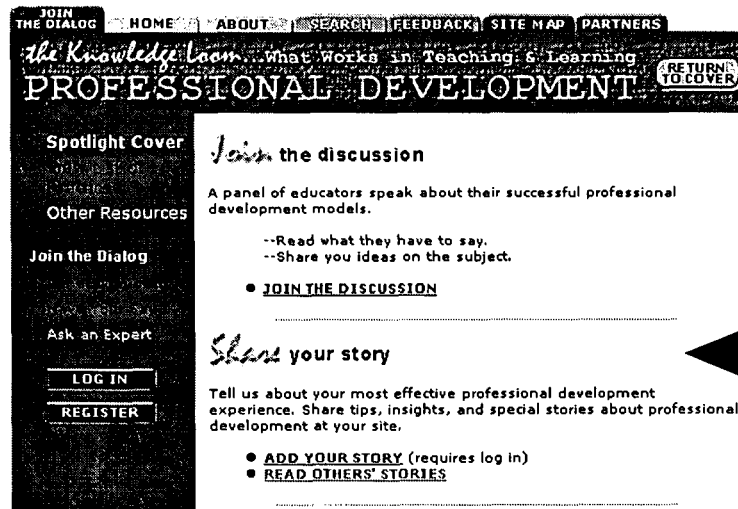 JOIN
THE DIALOG HOME ABOUT SEARCH FEEDBACK SITE MAP PARTNERS
the Knowledge Loom...What Works in Teaching & Learning
PROFESSIONAL DEVELOPMENT
RETURN
TO COVER
Spotlight Cover
Other Resources
Join the Dialog
Ask an Expert
LOG IN
REGISTER
Join the discussion
A panel of educators speak about their successful professional
development models.
--Read what they have to say.
--Share you ideas on the subject.
JOIN THE DISCUSSION
Share your story
Tell us about your most effective professional development
experience. Share tips, insights, and special stories about professional
development at your site.
ADD YOUR STORY (requires log in)
READ OTHERS' STORIES